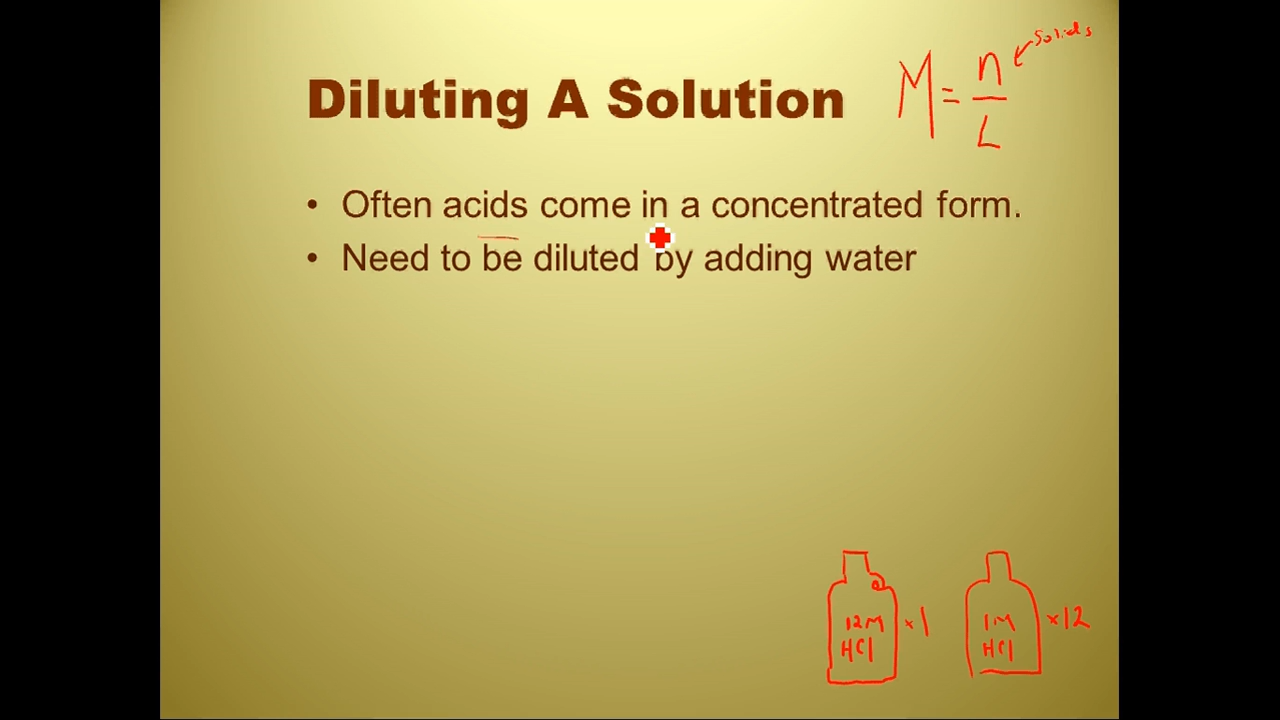 Diluting A Solution
M = n/L
solids
• Often acids come in a concentrated form.
• Need to be diluted by adding water
12M
HCl
×1
1M
HCl
×12